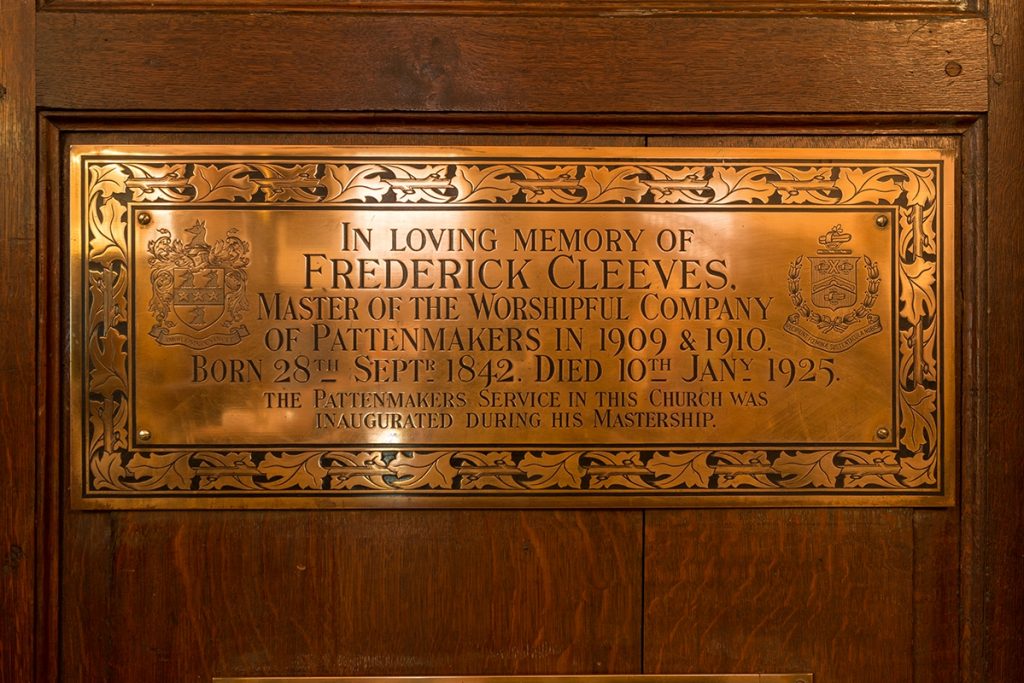 In loving memory of
Frederick Cleeves.
Master of the Worshipful Company
of Pattenmakers in 1909 & 1910.
Born 28th Septr 1842. Died 10th Jany 1925.
The Pattenmakers Service in this Church was
inaugurated during his Mastership.